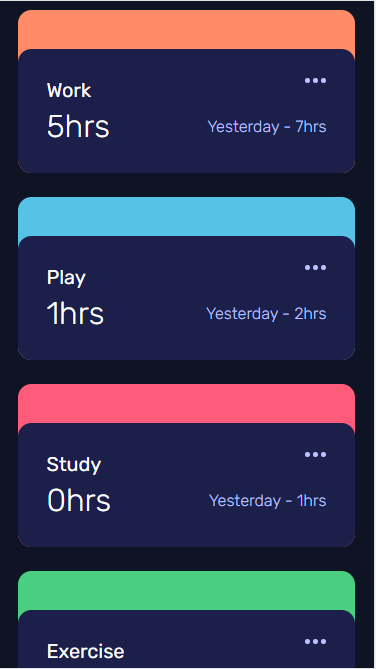 Work
5hrs
Yesterday - 7hrs
Play
1hrs
Yesterday - 2hrs
Study
0hrs
Yesterday - 1hrs
Exercise